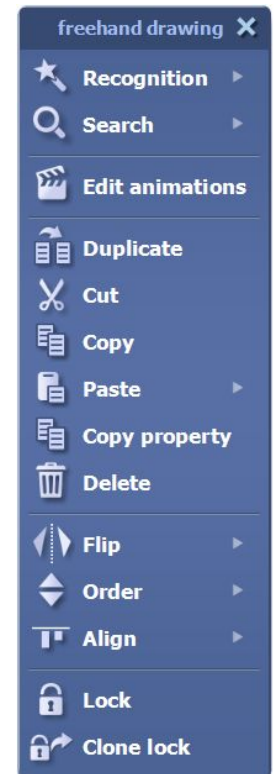 freehand drawing
Recognition
Search
Edit animations
Duplicate
Cut
Copy
Paste
Copy property
Delete
Flip
Order
Align
Lock
Clone lock